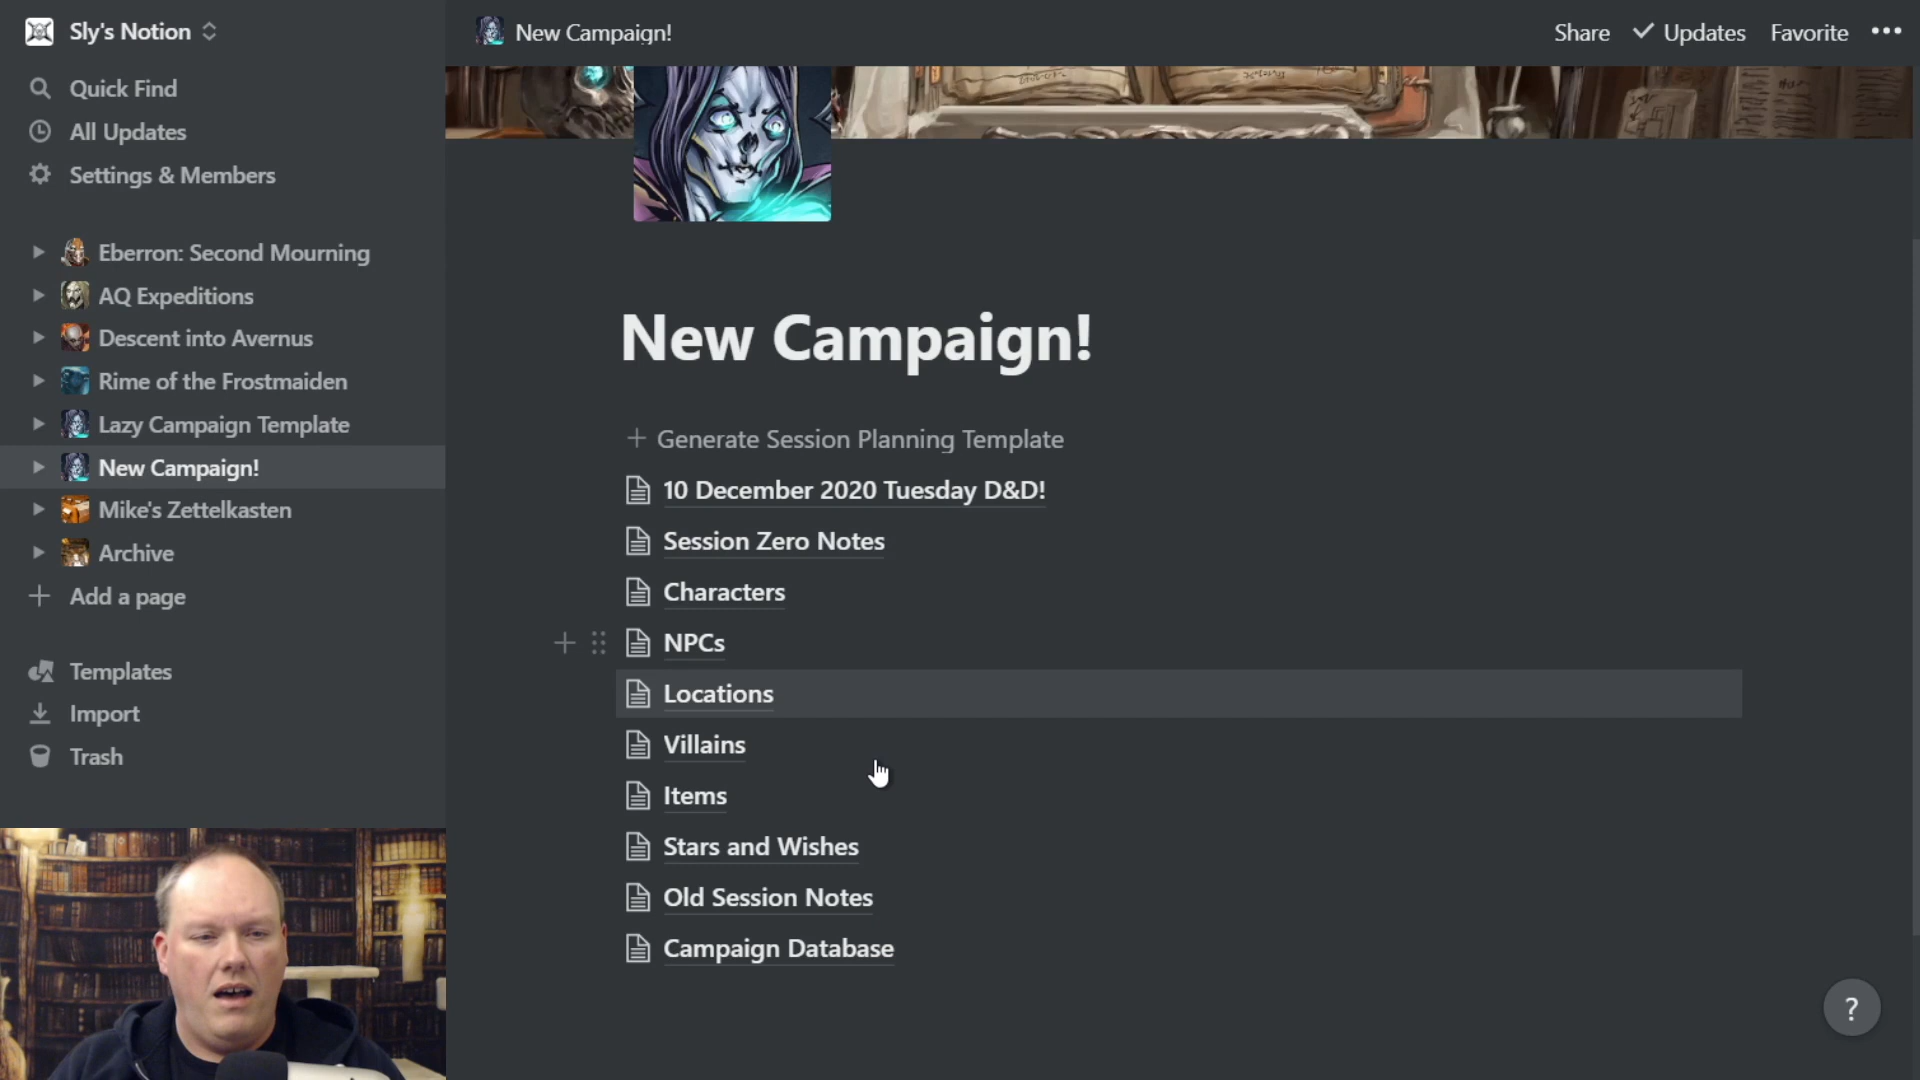 Sly's Notion
Quick Find
All Updates
Settings & Members
Eberron: Second Mourning
AQ Expeditions
Descent into Avernus
Rime of the Frostmaiden
Lazy Campaign Template
New Campaign!
Mike's Zettelkasten
Archive
Add a page
Templates
Import
Trash
New Campaign!
Share
Updates
Favorite
New Campaign!
Generate Session Planning Template
10 December 2020 Tuesday D&D!
Session Zero Notes
Characters
NPCs
Locations
Villains
Items
Stars and Wishes
Old Session Notes
Campaign Database
?